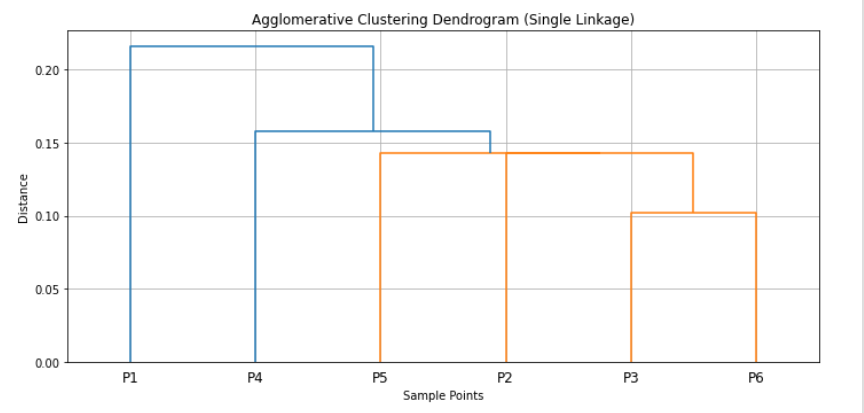 Agglomerative Clustering Dendrogram (Single Linkage)
0.20
0.15
0.10
0.05
0.00
Distance
P1 P4 P5 P2 P3 P6
Sample Points